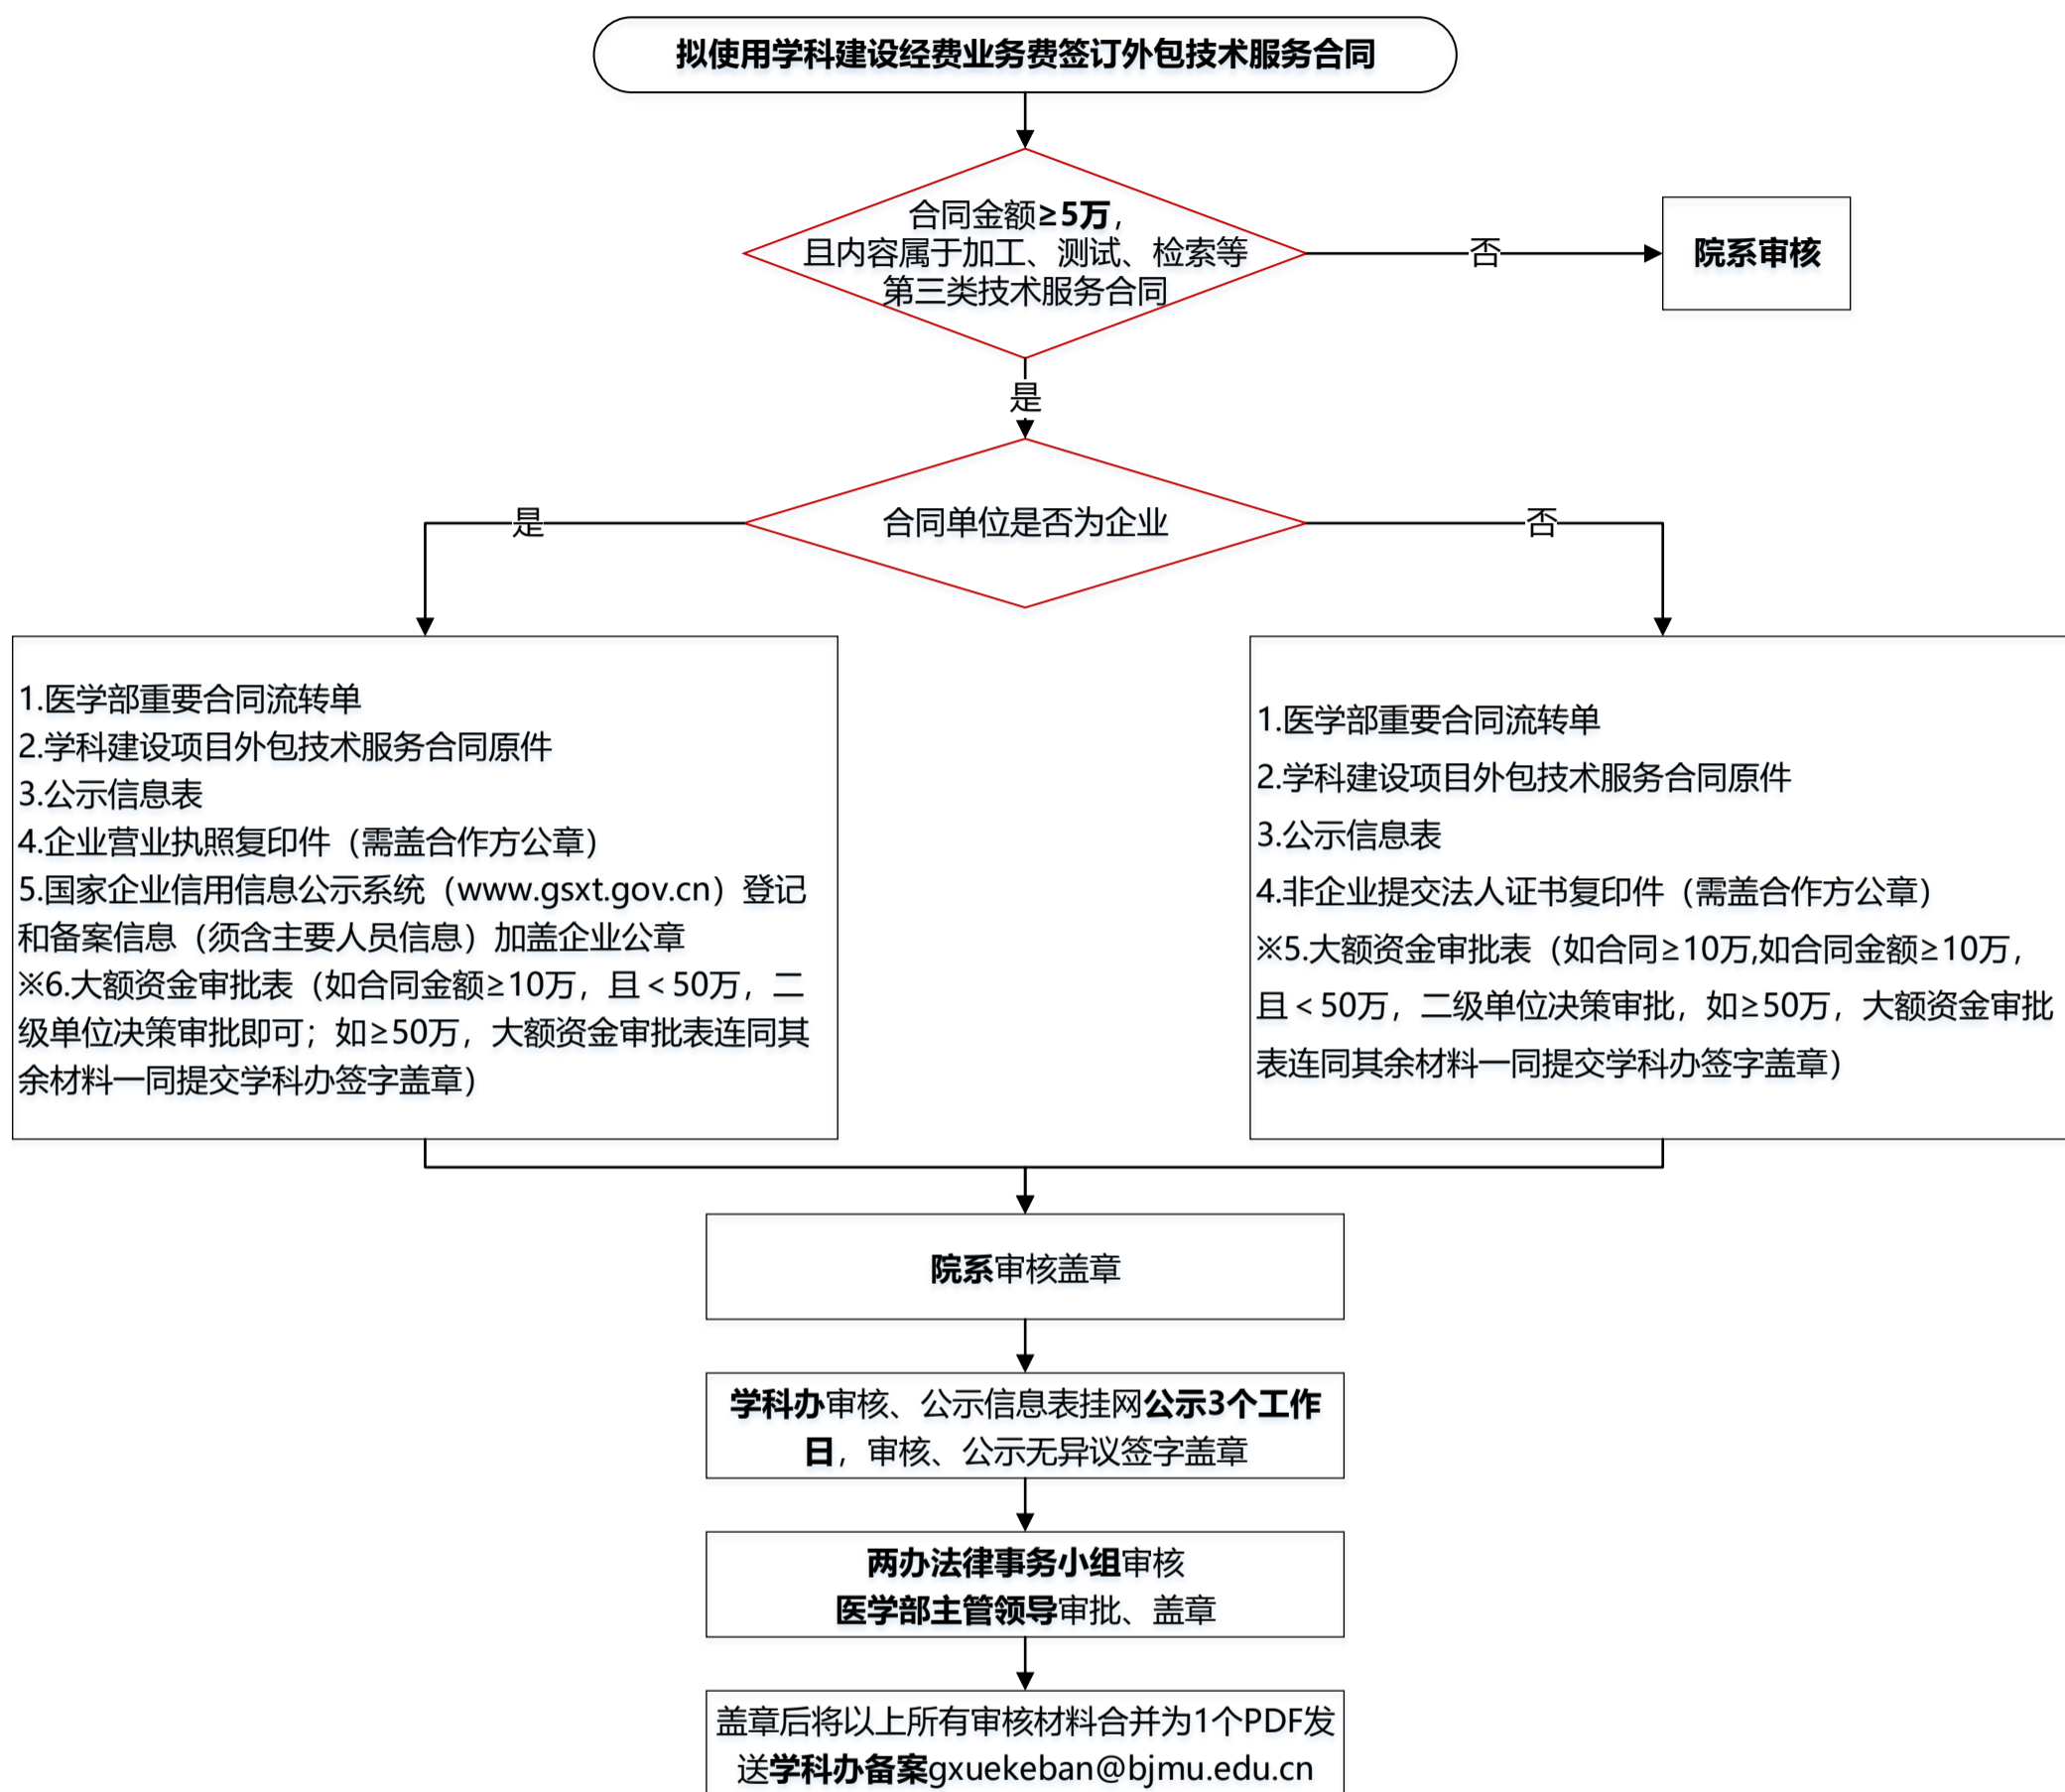 拟使用学科建设经费业务费签订外包技术服务合同
合同金额≥5万，
且内容属于加工、测试、检索等
第三类技术服务合同
否
院系审核
是
合同单位是否为企业
是
否
1.医学部重要合同流转单
2.学科建设项目外包技术服务合同原件
3.公示信息表
4.企业营业执照复印件（需盖合作方公章）
5.国家企业信用信息公示系统（www.gsxt.gov.cn）登记
和备案信息（须含主要人员信息）加盖企业公章
※6.大额资金审批表（如合同金额≥10万，且＜50万，二
级单位决策审批即可；如≥50万，大额资金审批表连同其
余材料一同提交学科办签字盖章）
1.医学部重要合同流转单
2.学科建设项目外包技术服务合同原件
3.公示信息表
4.非企业提交法人证书复印件（需盖合作方公章）
※5.大额资金审批表（如合同≥10万,如合同金额≥10万，
且＜50万，二级单位决策审批，如≥50万，大额资金审批
表连同其余材料一同提交学科办签字盖章）
院系审核盖章
学科办审核、公示信息表挂网公示3个工作
日，审核、公示无异议签字盖章
两办法律事务小组审核
医学部主管领导审批、盖章
盖章后将以上所有审核材料合并为1个PDF发
送学科办备案gxuekeban@bjmu.edu.cn